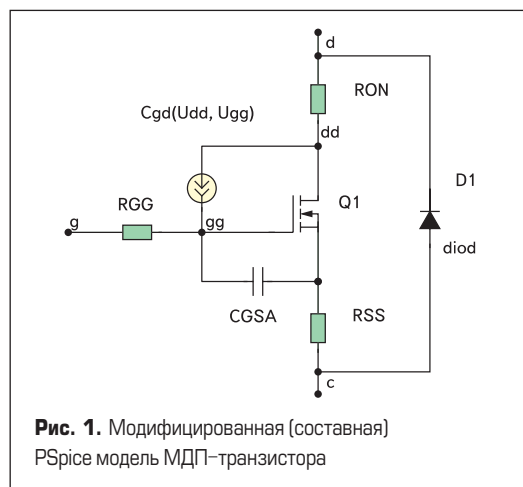 d
RON
Cgd(Udd, Ugg)
dd
D1
RGG
Q1
g
gg
diod
CGSA
RSS
c
Рис. 1. Модифицированная (составная)
PSpice модель МДП-транзистора